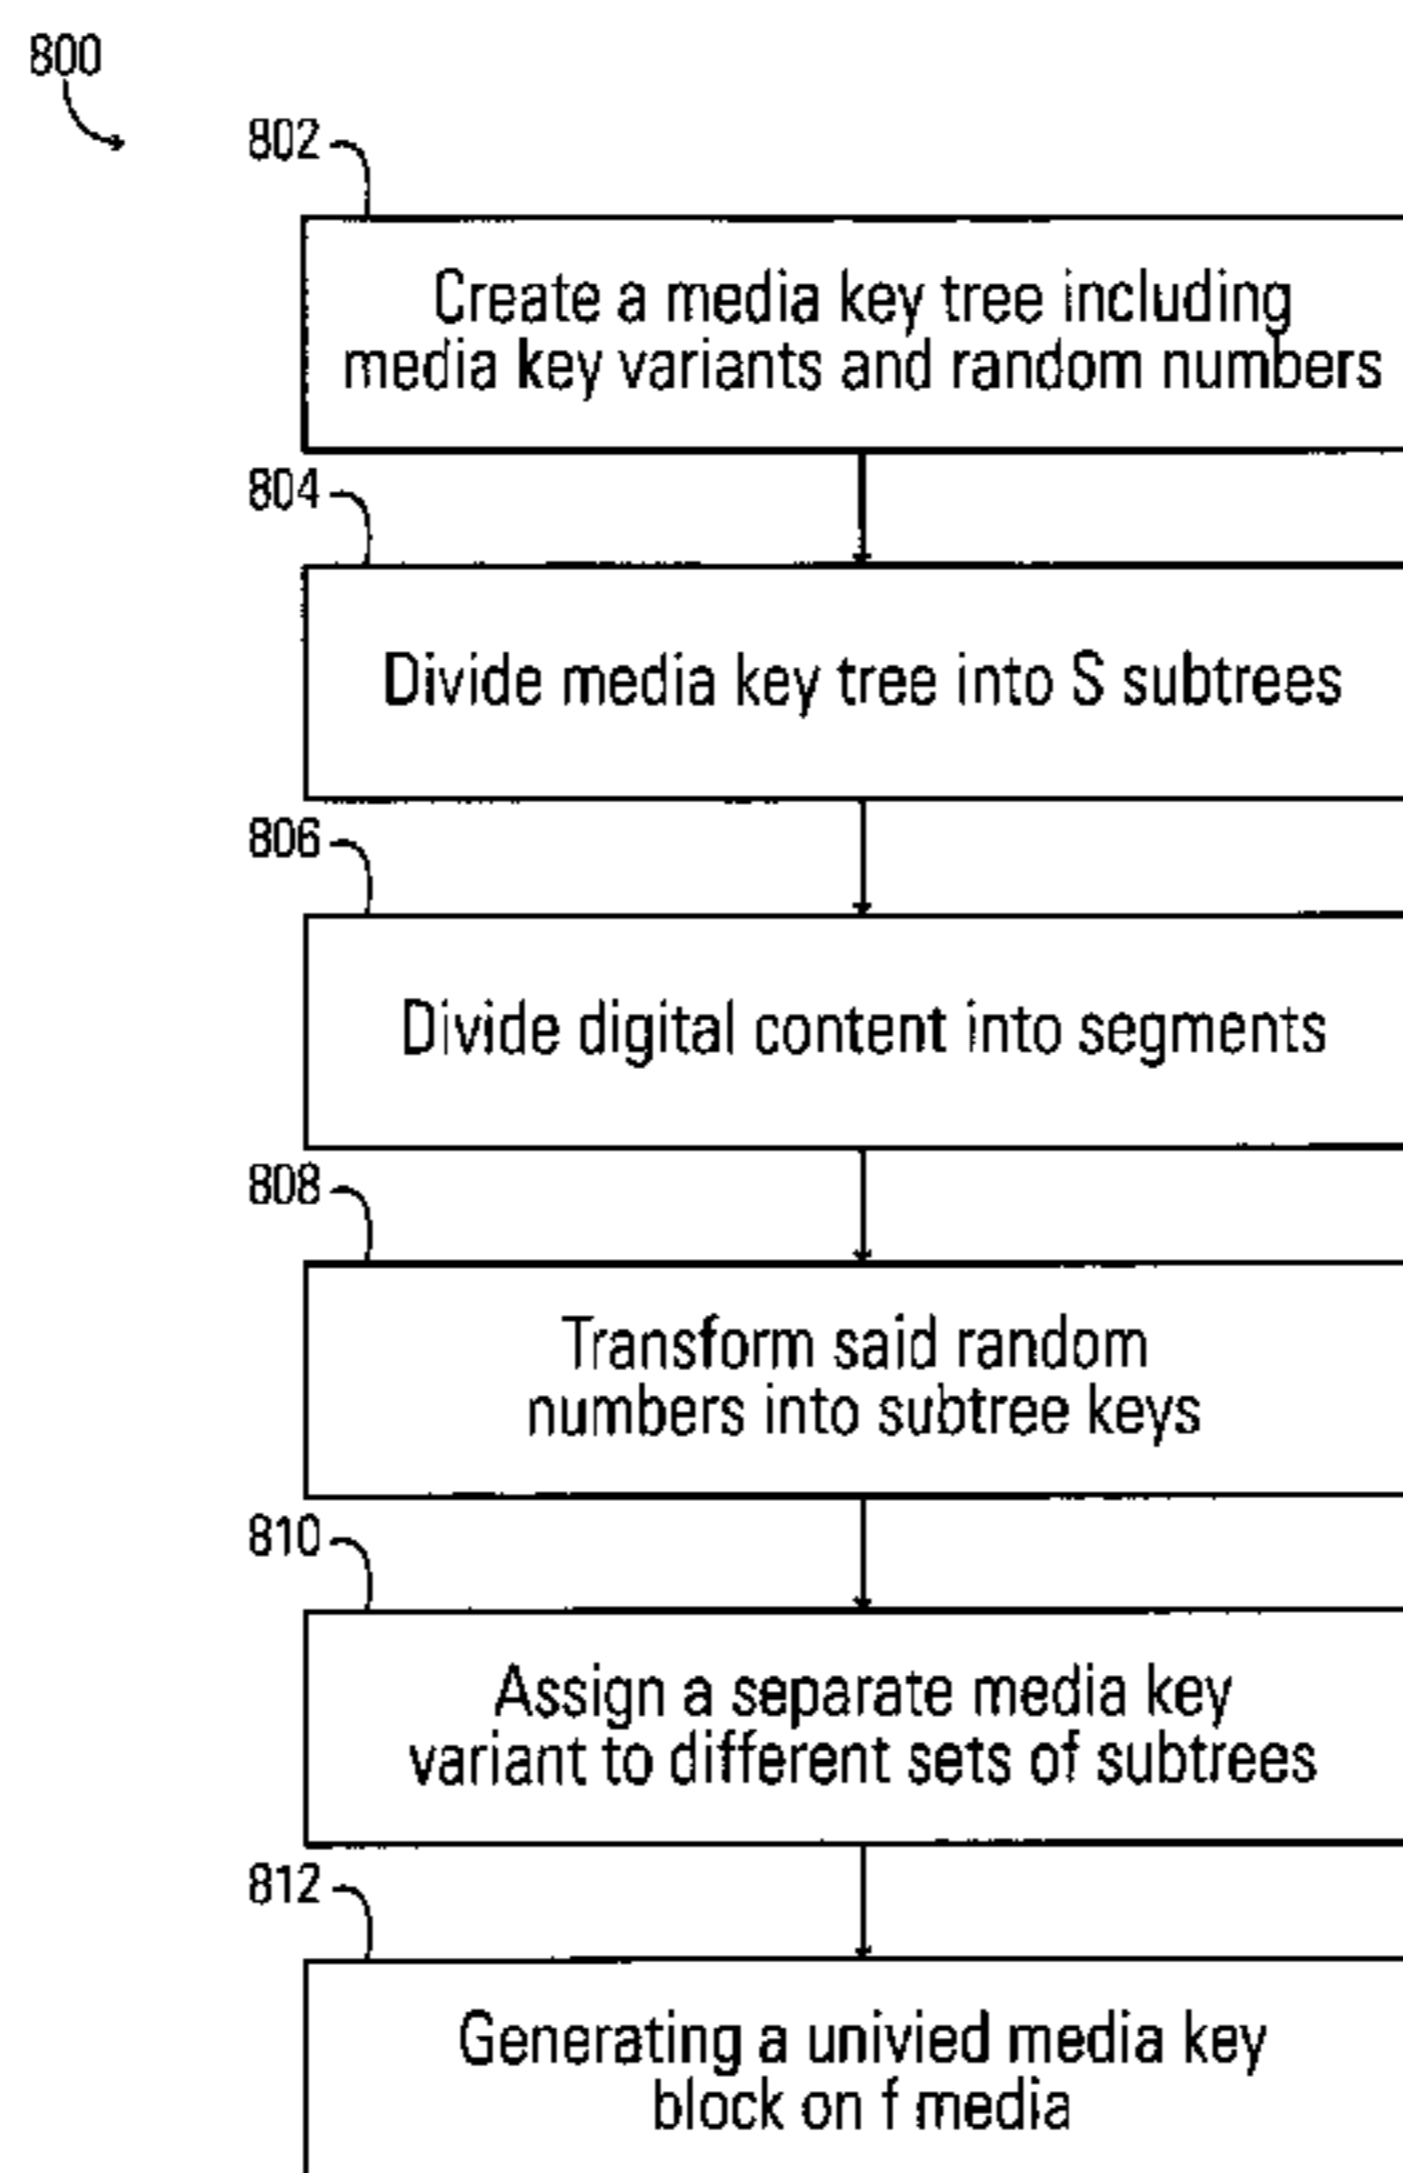 800
802
Create a media key tree including
media key variants and random numbers
804
Divide media key tree into S subtrees
806
Divide digital content into segments
808
Transform said random
numbers into subtree keys
810
Assign a separate media key
variant to different sets of subtrees
812
Generating a univied media key
block on f media